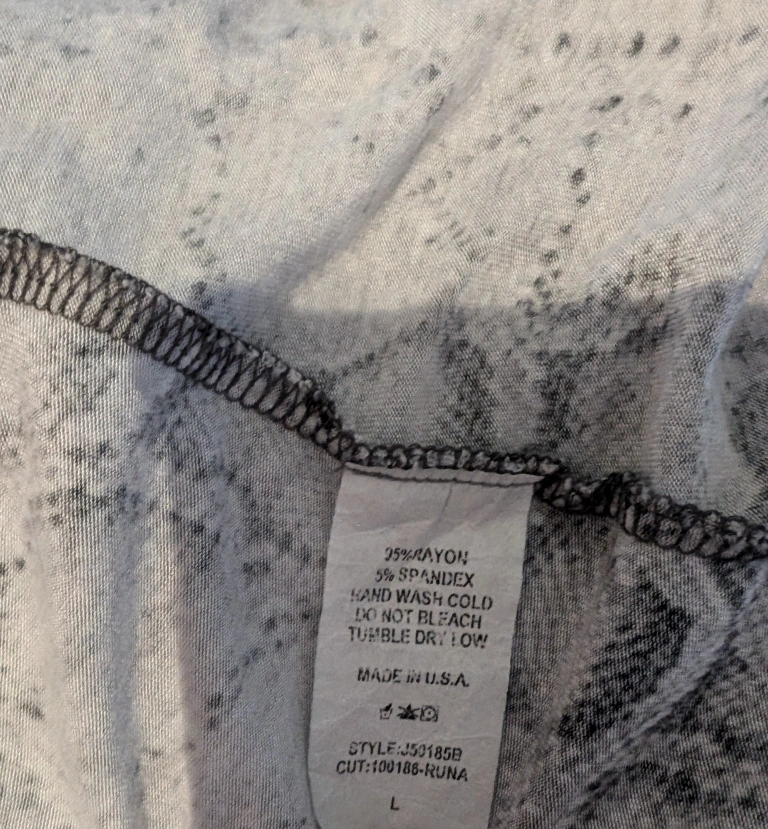 95% RAYON
5% SPANDEX
HAND WASH COLD
DO NOT BLEACH
TUMBLE DRY LOW
MADE IN U.S.A.
STYLE:J50185B
CUT:100186-RUNA
L